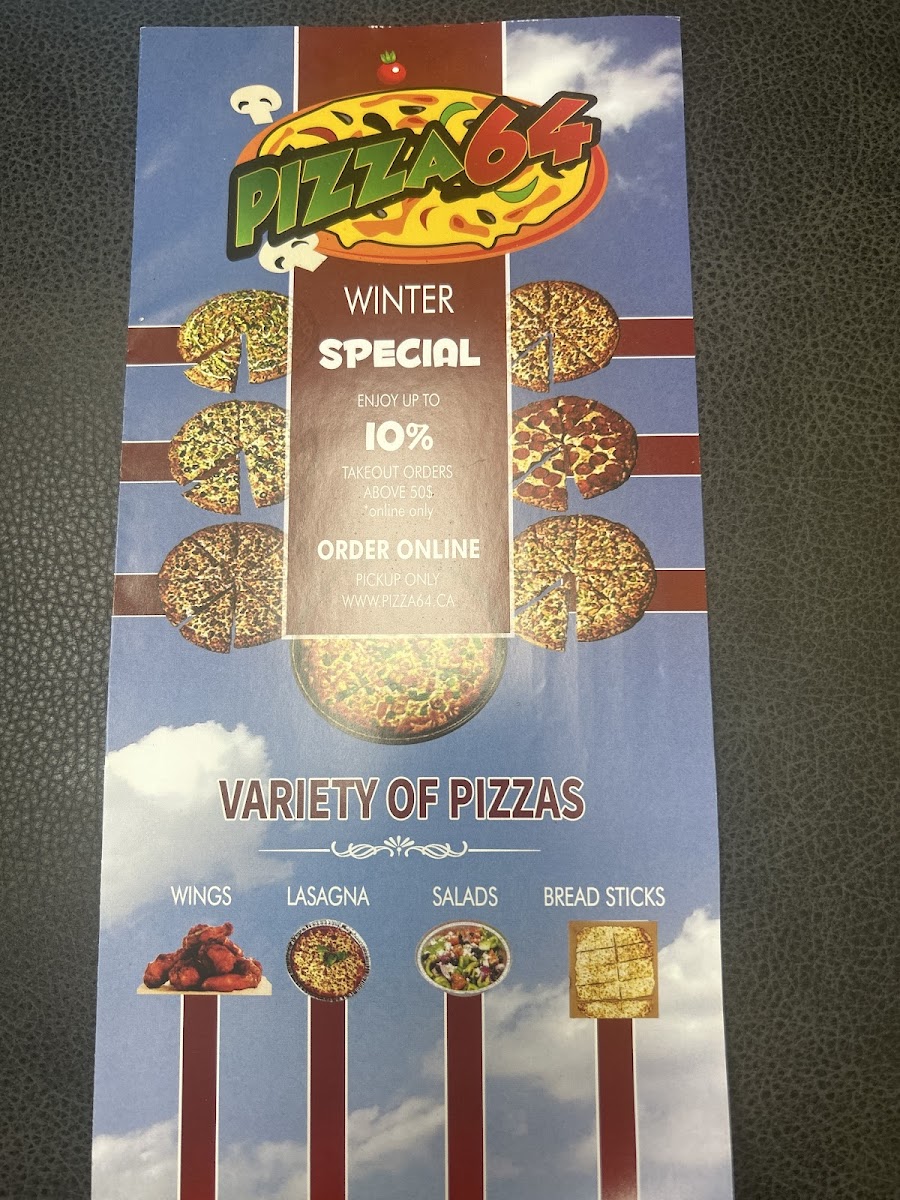 PIZZA64
WINTER
SPECIAL
ENJOY UP TO
10%
TAKEOUT ORDERS
ABOVE 50$
*online only
ORDER ONLINE
PICKUP ONLY
WWW.PIZZA64.CA
VARIETY OF PIZZAS
WINGS LASAGNA SALADS BREAD STICKS